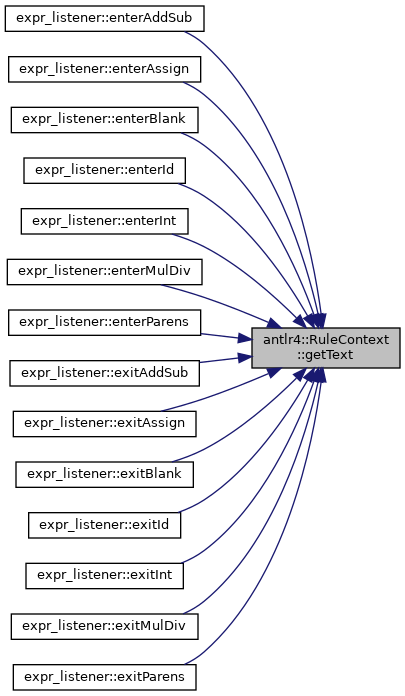 expr_listener::enterAddSub
expr_listener::enterAssign
expr_listener::enterBlank
expr_listener::enterId
expr_listener::enterInt
expr_listener::enterMulDiv
expr_listener::enterParens
antlr4::RuleContext
::getText
expr_listener::exitAddSub
expr_listener::exitAssign
expr_listener::exitBlank
expr_listener::exitId
expr_listener::exitInt
expr_listener::exitMulDiv
expr_listener::exitParens